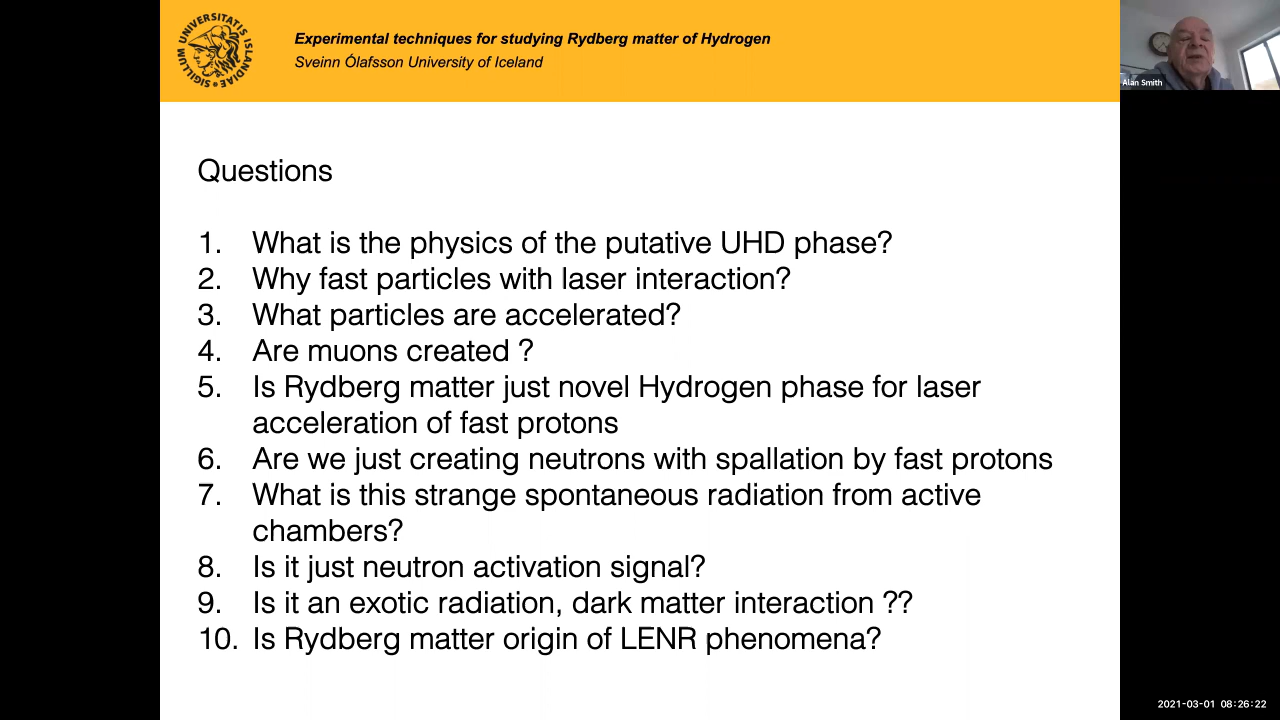 SIGILLUM UNIVERSITATIS ISLANDIAE
Experimental techniques for studying Rydberg matter of Hydrogen
Sveinn Ólafsson University of Iceland
Alan Smith
Questions
1. What is the physics of the putative UHD phase?
2. Why fast particles with laser interaction?
3. What particles are accelerated?
4. Are muons created ?
5. Is Rydberg matter just novel Hydrogen phase for laser
acceleration of fast protons
6. Are we just creating neutrons with spallation by fast protons
7. What is this strange spontaneous radiation from active
chambers?
8. Is it just neutron activation signal?
9. Is it an exotic radiation, dark matter interaction ??
10. Is Rydberg matter origin of LENR phenomena?
2021-03-01 08:26:22